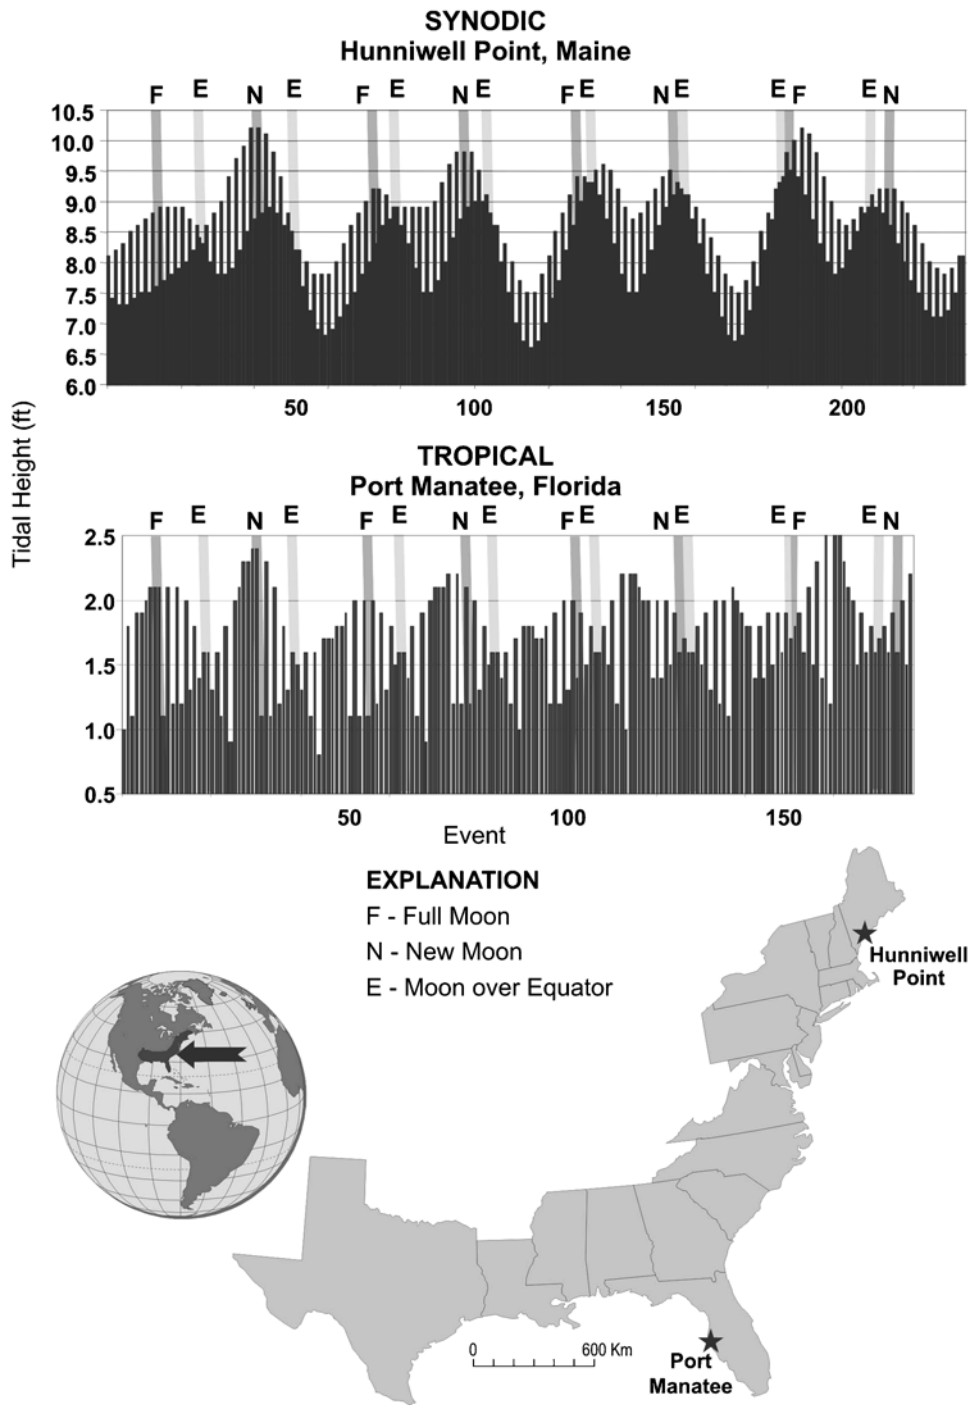 SYNODIC
Hunniwell Point, Maine
F E N E F E N E F E N E E F E N
10.5
10.0
9.5
9.0
8.5
8.0
7.5
7.0
6.5
6.0
50 100 150 200
Tidal Height (ft)
TROPICAL
Port Manatee, Florida
F E N E F E N E F E N E E F E N
2.5
2.0
1.5
1.0
0.5
50 100 150
Event
EXPLANATION
F - Full Moon
N - New Moon
E - Moon over Equator
Hunniwell
Point
0 600 Km
Port
Manatee